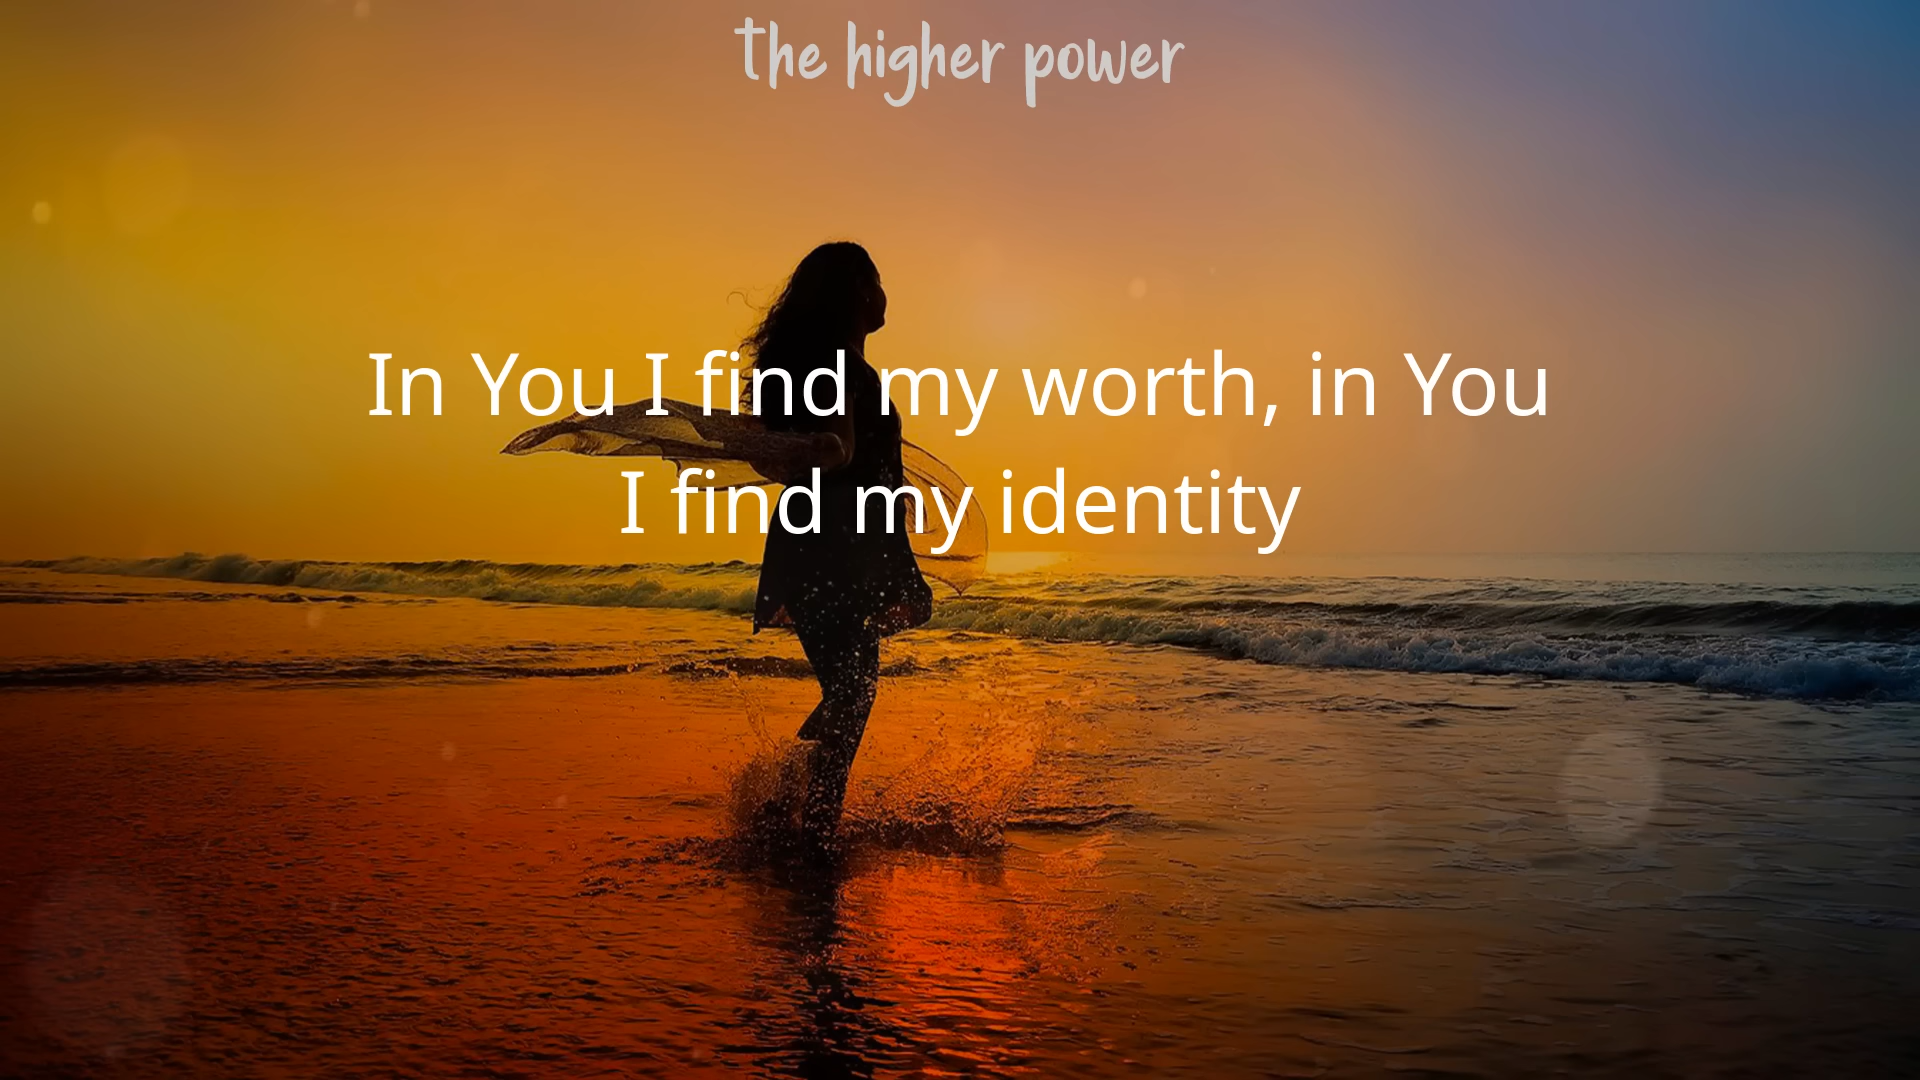 the higher power
In You I find my worth, in You
I find my identity